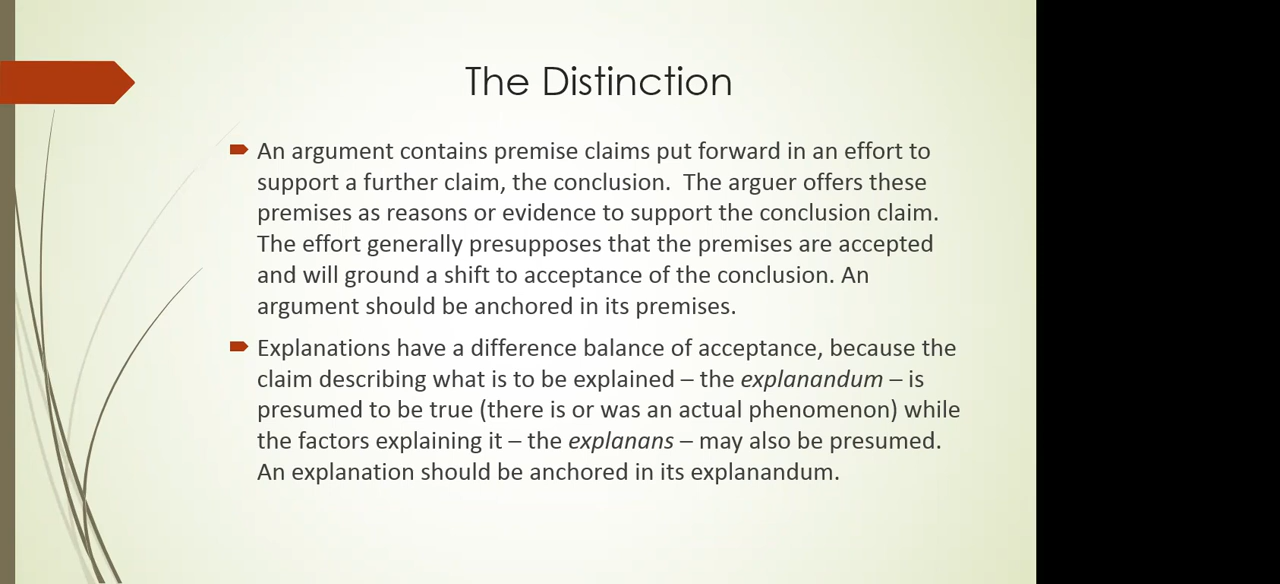 The Distinction
An argument contains premise claims put forward in an effort to
support a further claim, the conclusion.  The arguer offers these
premises as reasons or evidence to support the conclusion claim.
The effort generally presupposes that the premises are accepted
and will ground a shift to acceptance of the conclusion. An
argument should be anchored in its premises.
Explanations have a difference balance of acceptance, because the
claim describing what is to be explained – the explanandum – is
presumed to be true (there is or was an actual phenomenon) while
the factors explaining it – the explanans – may also be presumed.
An explanation should be anchored in its explanandum.